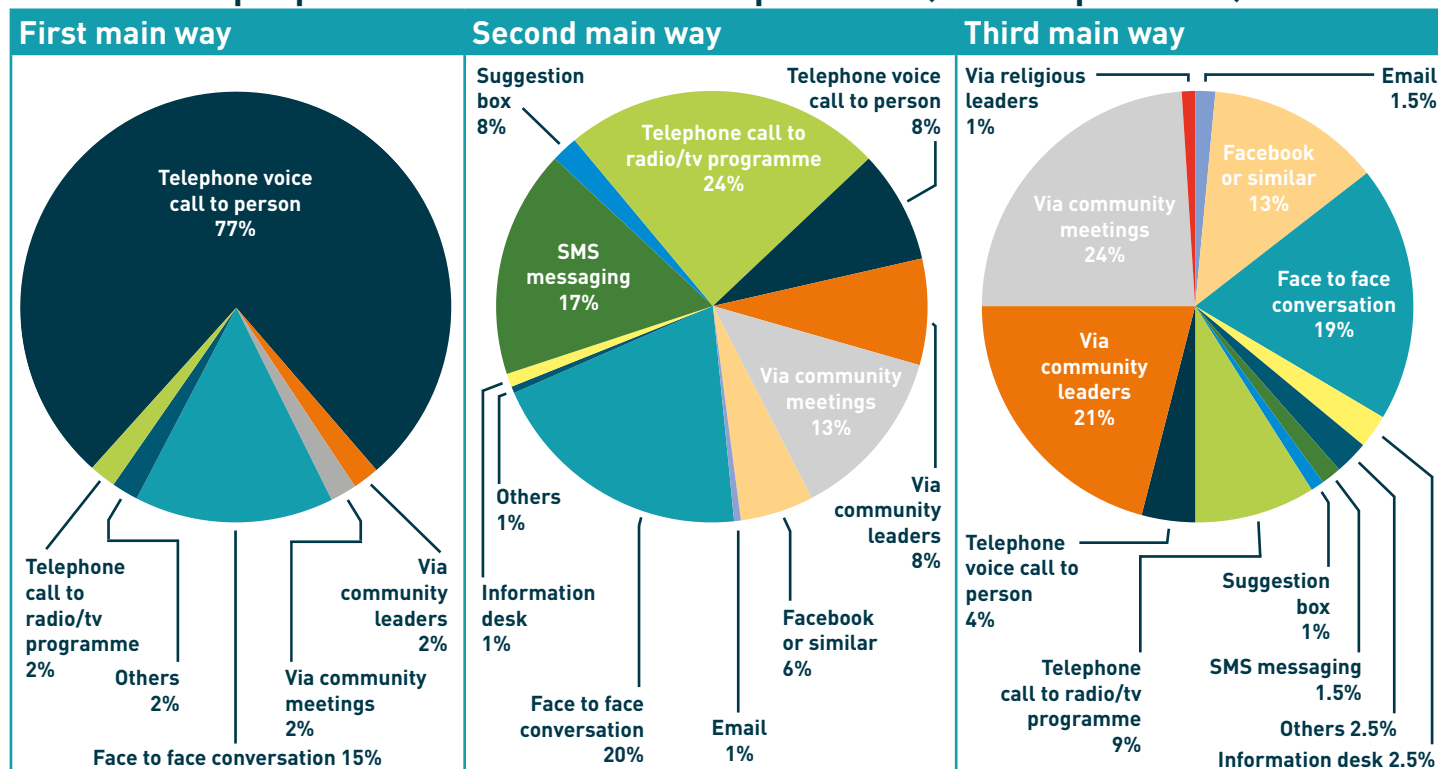 First main way
Telephone voice
call to person
77%
Telephone
call to
radio/tv
programme
2%
Others
2%
Face to face conversation 15%
Via community
meetings
2%
Via
community
leaders
2%
Second main way
Suggestion
box
8%
Telephone call to
radio/tv programme
24%
Telephone voice
call to person
8%
SMS
messaging
17%
Via community
meetings
13%
Via
community
leaders
8%
Others
1%
Information
desk
1%
Face to face
conversation
20%
Email
1%
Facebook
or similar
6%
Third main way
Via religious
leaders
1%
Email
1.5%
Facebook
or similar
13%
Via community
meetings
24%
Face to face
conversation
19%
Via
community
leaders
21%
Telephone
voice call to
person
4%
Telephone
call to radio/tv
programme
9%
Suggestion
box
1%
SMS messaging
1.5%
Others 2.5%
Information desk 2.5%